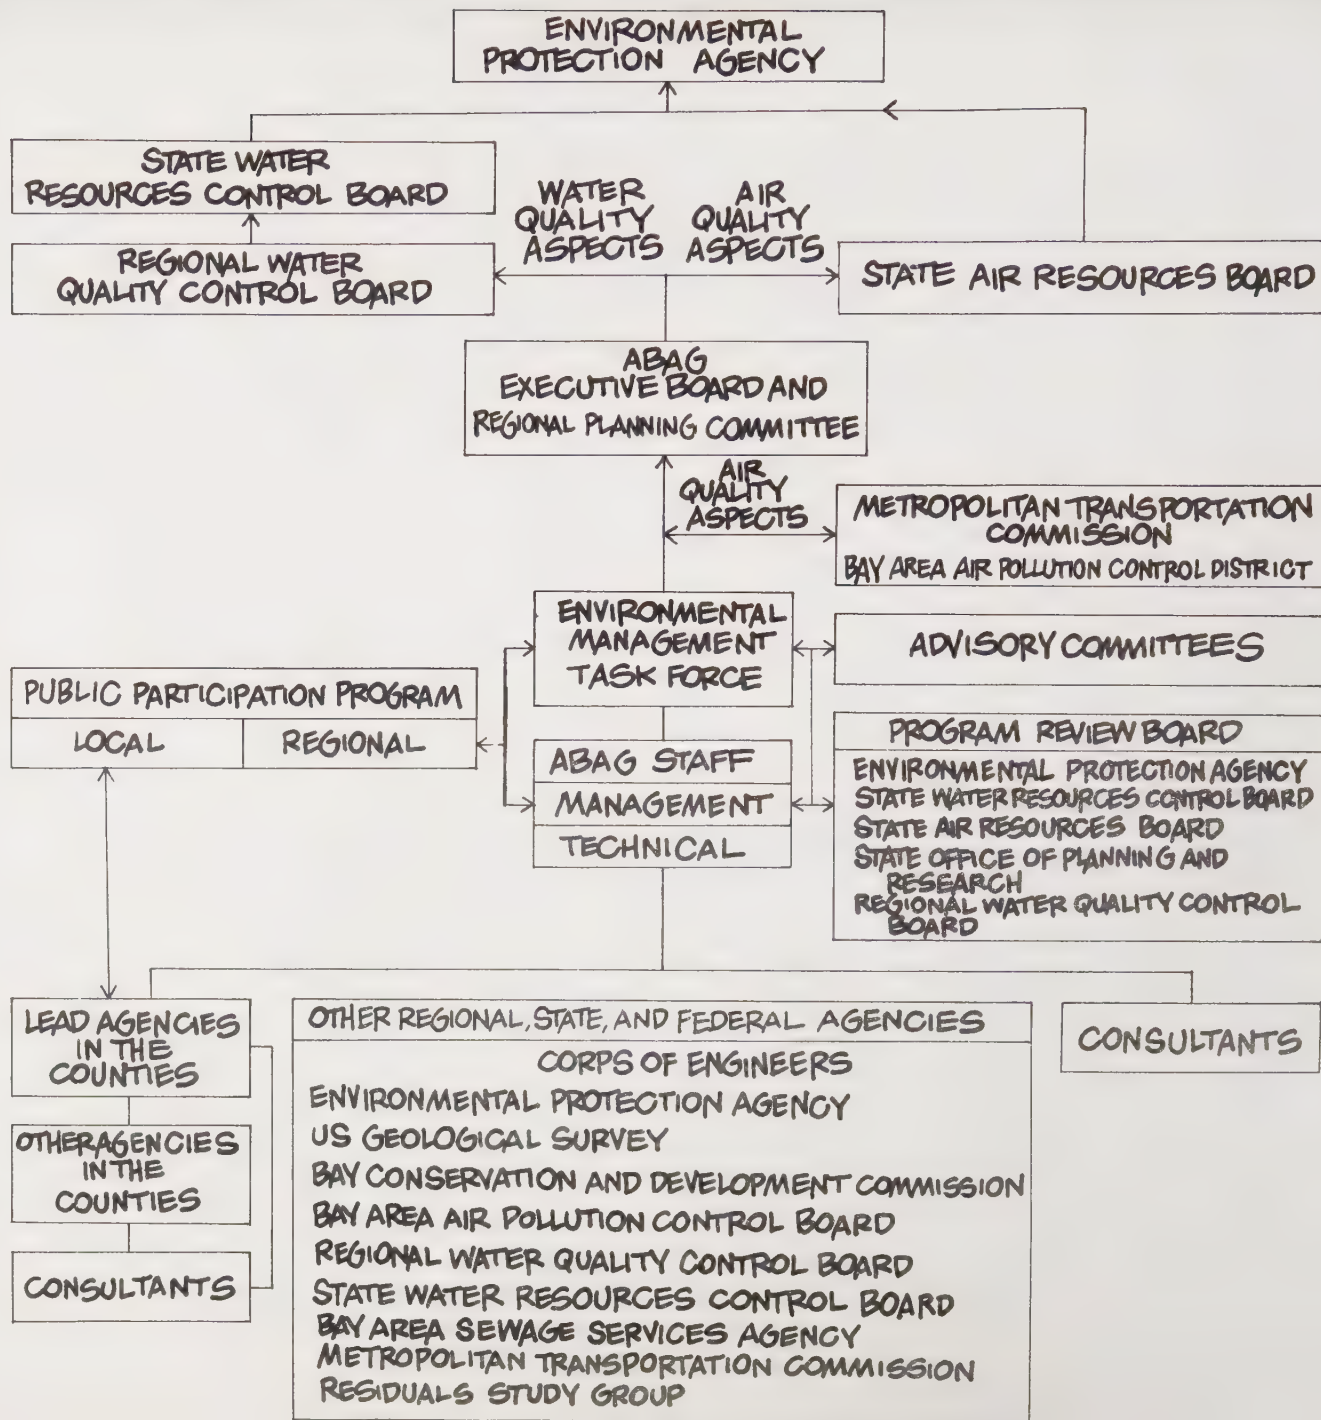 ENVIRONMENTAL
PROTECTION AGENCY
STATE WATER
RESOURCES CONTROL BOARD
WATER
QUALITY
ASPECTS
AIR
QUALITY
ASPECTS
REGIONAL WATER
QUALITY CONTROL BOARD
STATE AIR RESOURCES BOARD
ABAG
EXECUTIVE BOARD AND
REGIONAL PLANNING COMMITTEE
AIR
QUALITY
ASPECTS
METROPOLITAN TRANSPORTATION
COMMISSION
BAY AREA AIR POLLUTION CONTROL DISTRICT
ENVIRONMENTAL
MANAGEMENT
TASK FORCE
ADVISORY COMMITTEES
PUBLIC PARTICIPATION PROGRAM
LOCAL
REGIONAL
ABAG STAFF
MANAGEMENT
TECHNICAL
PROGRAM REVIEW BOARD
ENVIRONMENTAL PROTECTION AGENCY
STATE WATER RESOURCES CONTROL BOARD
STATE AIR RESOURCES BOARD
STATE OFFICE OF PLANNING AND
RESEARCH
REGIONAL WATER QUALITY CONTROL
BOARD
LEAD AGENCIES
IN THE
COUNTIES
OTHER AGENCIES
IN THE
COUNTIES
CONSULTANTS
OTHER REGIONAL, STATE, AND FEDERAL AGENCIES
CORPS OF ENGINEERS
ENVIRONMENTAL PROTECTION AGENCY
US GEOLOGICAL SURVEY
BAY CONSERVATION AND DEVELOPMENT COMMISSION
BAY AREA AIR POLLUTION CONTROL BOARD
REGIONAL WATER QUALITY CONTROL BOARD
STATE WATER RESOURCES CONTROL BOARD
BAY AREA SEWAGE SERVICES AGENCY
METROPOLITAN TRANSPORTATION COMMISSION
RESIDUALS STUDY GROUP
CONSULTANTS